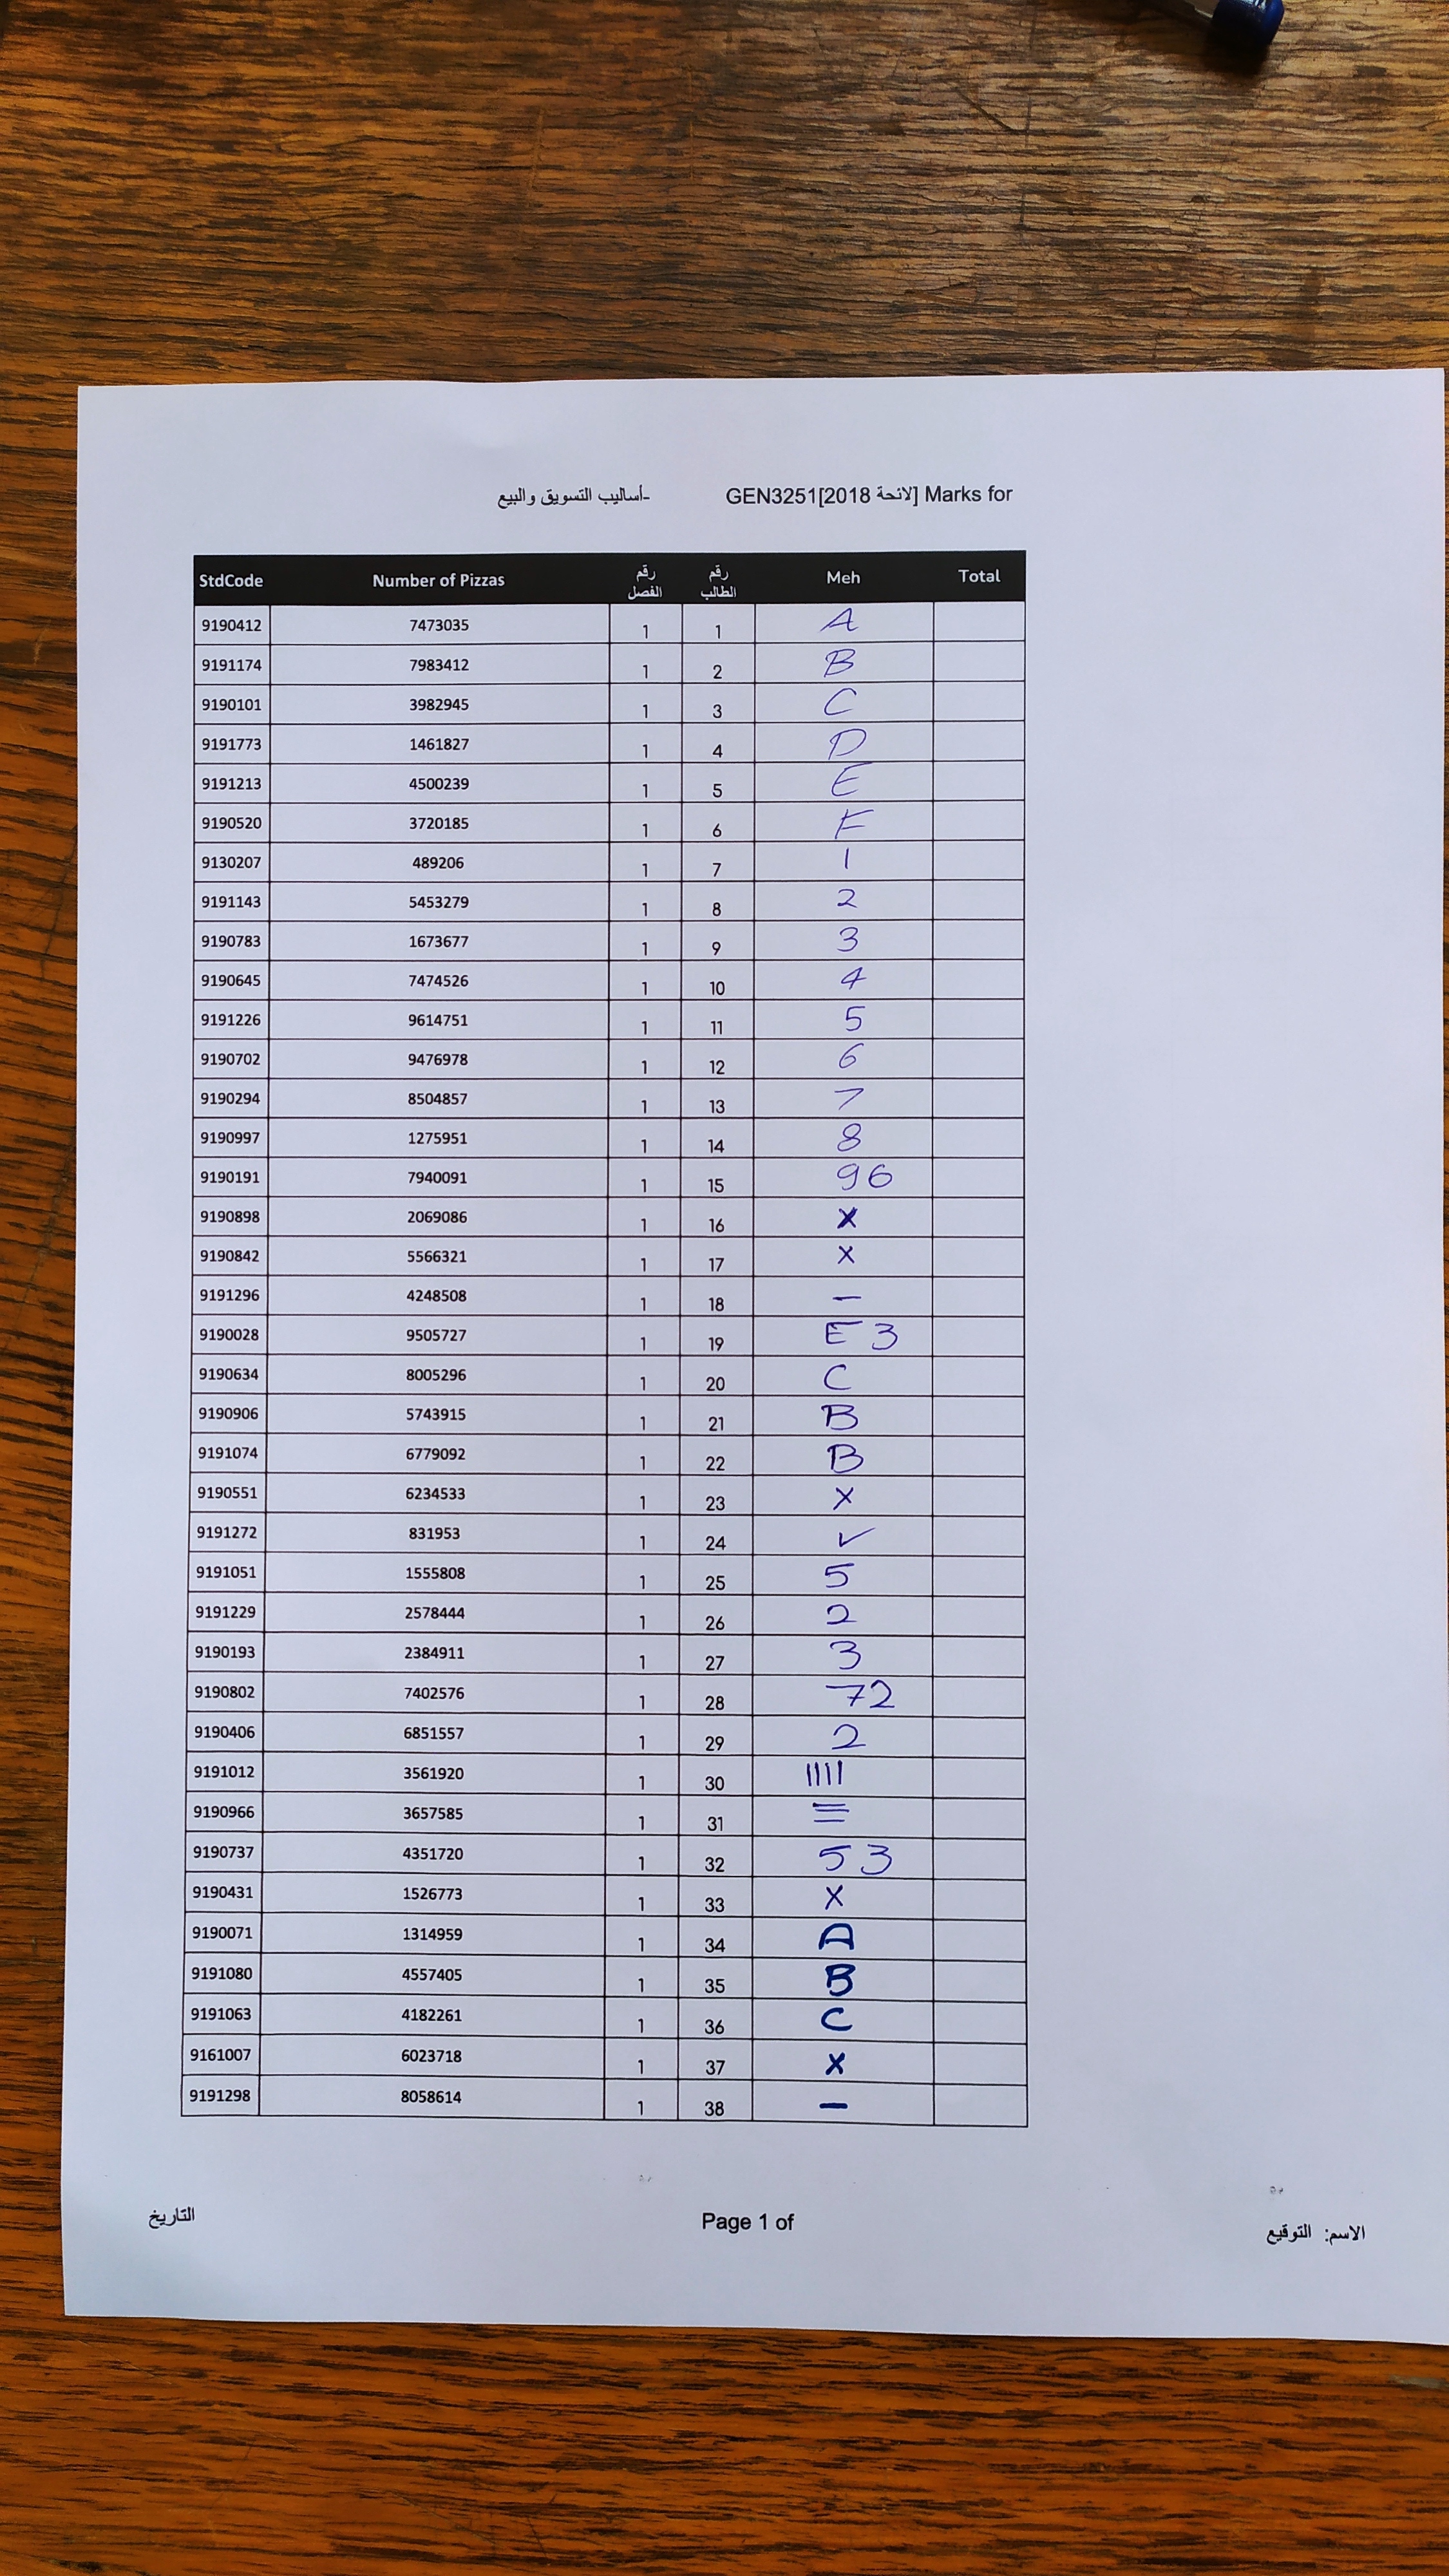 GEN3251[2018 لائحة] Marks for -أساليب التسويق والبيع
StdCode Number of Pizzas رقم الفصل رقم الطالب Meh Total
9190412 7473035 1 1 A
9191174 7983412 1 2 B
9190101 3982945 1 3 C
9191773 1461827 1 4 D
9191213 4500239 1 5 E
9190520 3720185 1 6 F
9130207 489206 1 7 1
9191143 5453279 1 8 2
9190783 1673677 1 9 3
9190645 7474526 1 10 4
9191226 9614751 1 11 5
9190702 9476978 1 12 6
9190294 8504857 1 13 7
9190997 1275951 1 14 8
9190191 7940091 1 15 96
9190898 2069086 1 16 x
9190842 5566321 1 17 x
9191296 4248508 1 18 –
9190028 9505727 1 19 E 3
9190634 8005296 1 20 C
9190906 5743915 1 21 B
9191074 6779092 1 22 B
9190551 6234533 1 23 x
9191272 831953 1 24 ✓
9191051 1555808 1 25 5
9191229 2578444 1 26 2
9190193 2384911 1 27 3
9190802 7402576 1 28 72
9190406 6851557 1 29 2
9191012 3561920 1 30 ||||
9190966 3657585 1 31 ≡
9190737 4351720 1 32 53
9190431 1526773 1 33 x
9190071 1314959 1 34 A
9191080 4557405 1 35 B
9191063 4182261 1 36 C
9161007 6023718 1 37 x
9191298 8058614 1 38 –
التاريخ Page 1 of الاسم: التوقيع